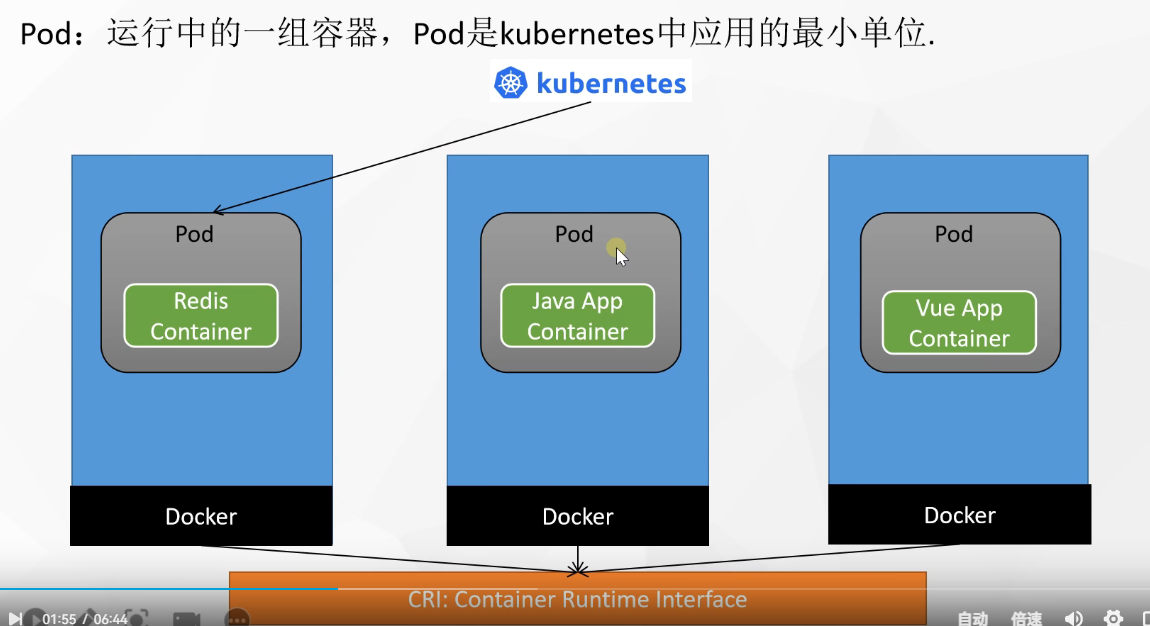 Pod：运行中的一组容器，Pod是kubernetes中应用的最小单位.
kubernetes
Pod
Redis
Container
Docker
Pod
Java App
Container
Docker
Pod
Vue App
Container
Docker
CRI: Container Runtime Interface
01:55 / 06:44
自动
倍速